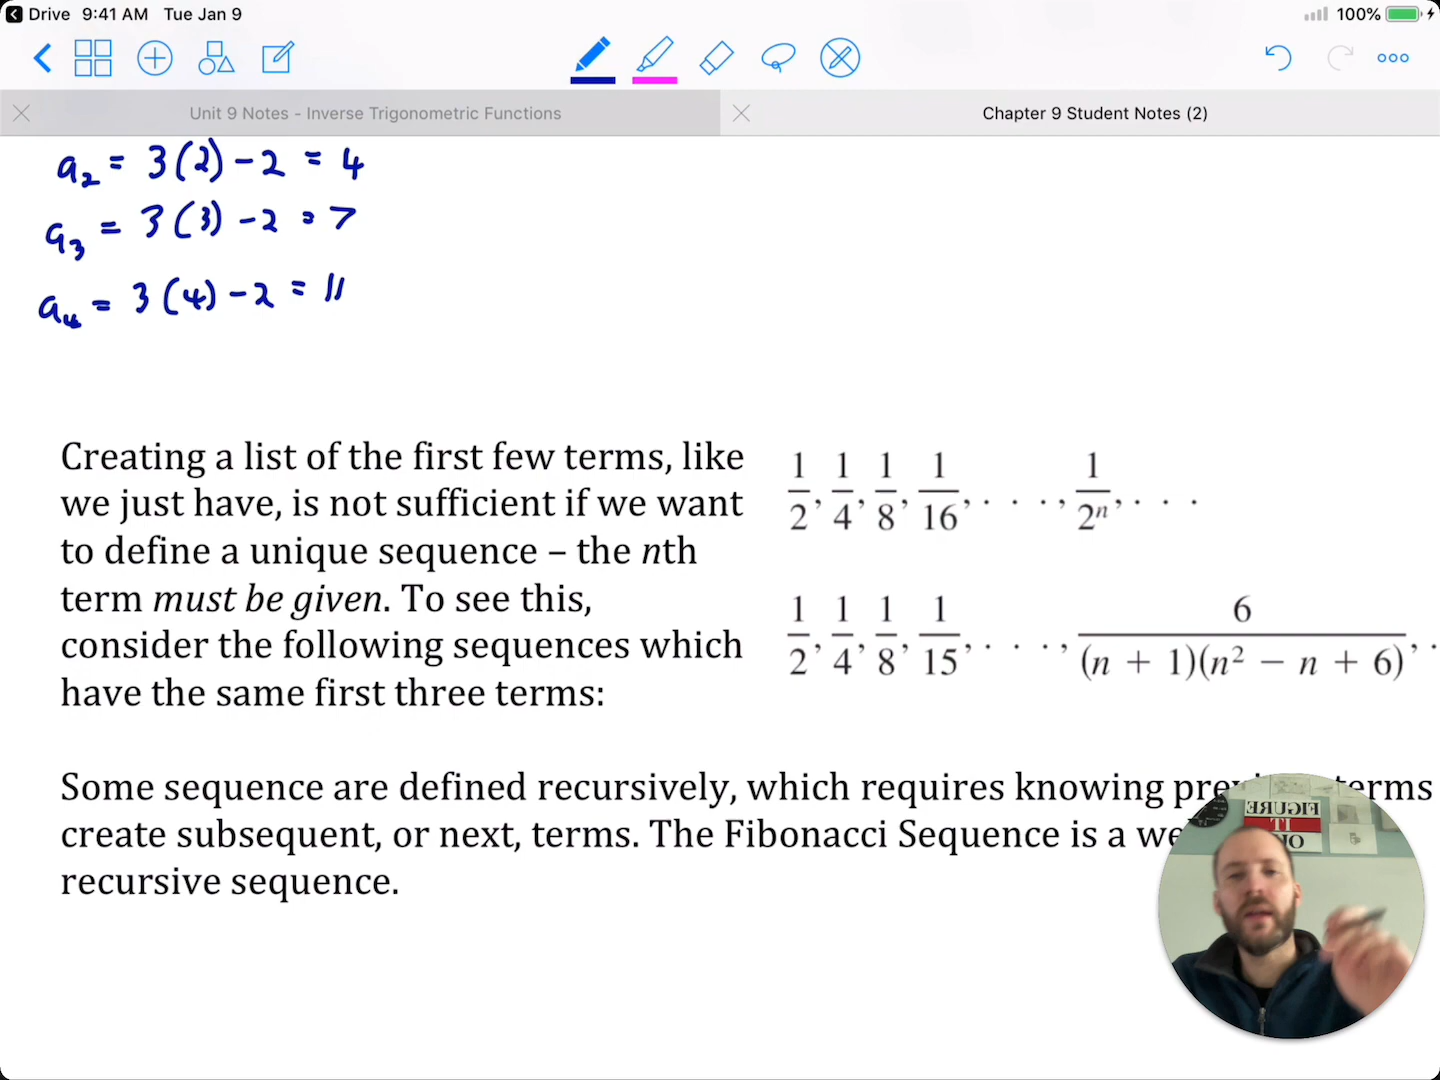 Drive 9:41 AM Tue Jan 9
100%
Unit 9 Notes - Inverse Trigonometric Functions
Chapter 9 Student Notes (2)
a₂ = 3(2) - 2 = 4
a₃ = 3(3) - 2 = 7
a₄ = 3(4) - 2 = 11
Creating a list of the first few terms, like
we just have, is not sufficient if we want
to define a unique sequence – the nth
term must be given. To see this,
consider the following sequences which
have the same first three terms:
1/2, 1/4, 1/8, 1/16, . . ., 1/2ⁿ, . . .
1/2, 1/4, 1/8, 1/15, . . ., 6/((n + 1)(n² − n + 6)), . .
Some sequence are defined recursively, which requires knowing terms
create subsequent, or next, terms. The Fibonacci Sequence is a
recursive sequence.
FIGURE
IT